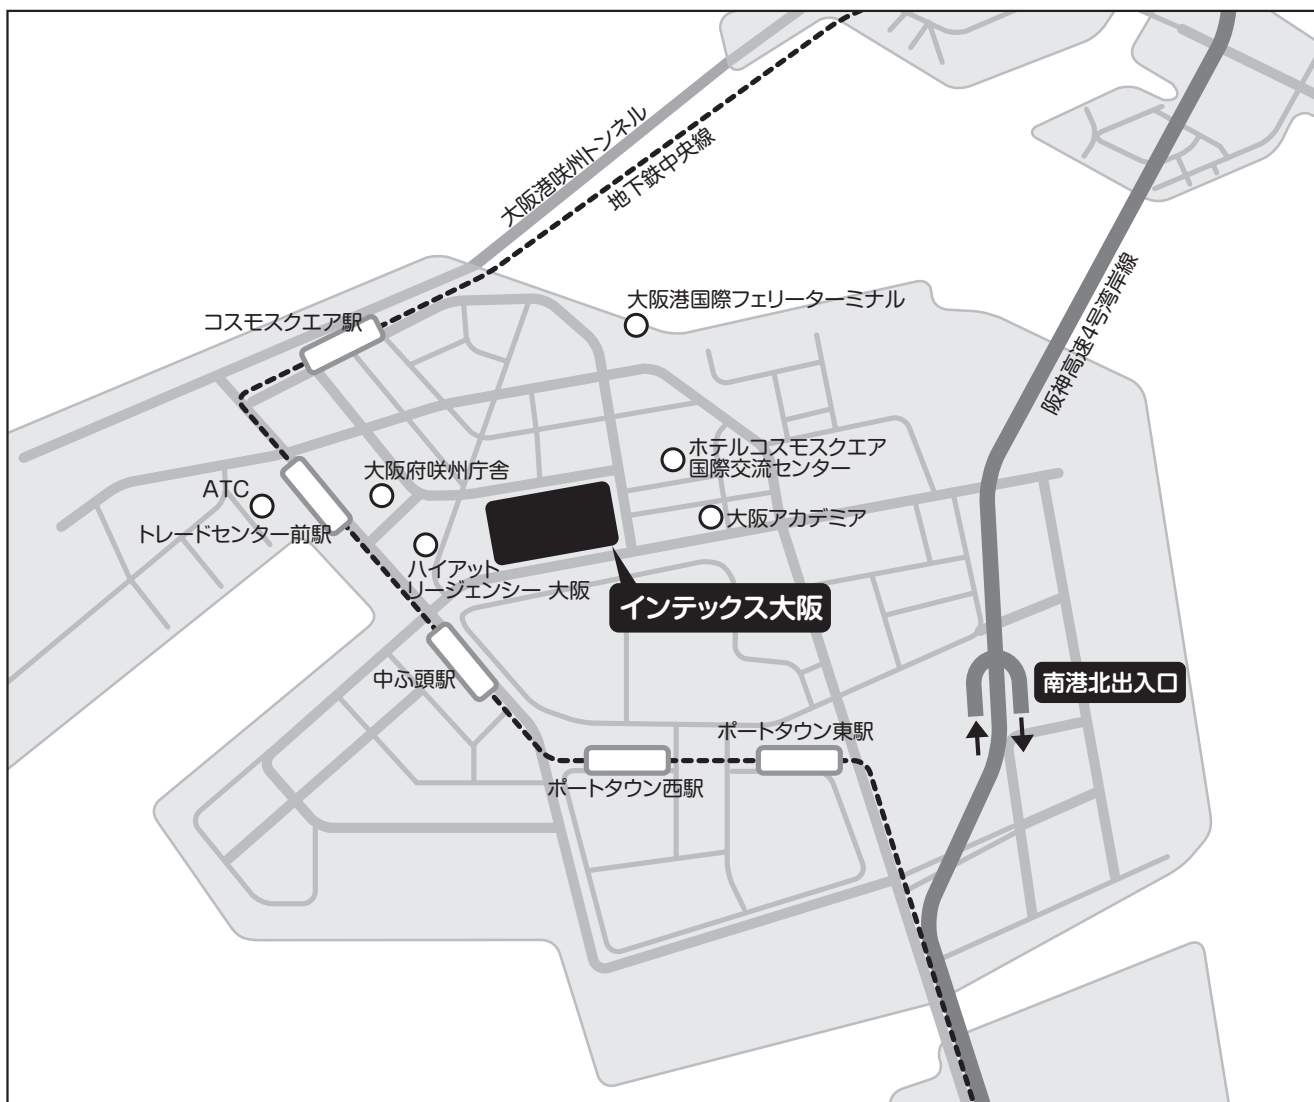 大阪港咲州トンネル
地下鉄中央線
阪神高速4号湾岸線
大阪港国際フェリーターミナル
コスモスクエア駅
ホテルコスモスクエア
国際交流センター
大阪府咲州庁舎
ATC
トレードセンター前駅
大阪アカデミア
ハイアット
リージェンシー 大阪
インテックス大阪
中ふ頭駅
南港北出入口
ポートタウン東駅
ポートタウン西駅